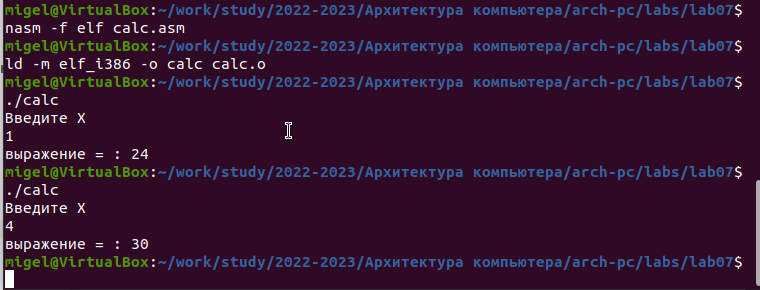 migel@VirtualBox:~/work/study/2022-2023/Архитектура компьютера/arch-pc/labs/lab07$
nasm -f elf calc.asm
migel@VirtualBox:~/work/study/2022-2023/Архитектура компьютера/arch-pc/labs/lab07$
ld -m elf_i386 -o calc calc.o
migel@VirtualBox:~/work/study/2022-2023/Архитектура компьютера/arch-pc/labs/lab07$
./calc
Введите X
1
выражение = : 24
migel@VirtualBox:~/work/study/2022-2023/Архитектура компьютера/arch-pc/labs/lab07$
./calc
Введите X
4
выражение = : 30
migel@VirtualBox:~/work/study/2022-2023/Архитектура компьютера/arch-pc/labs/lab07$